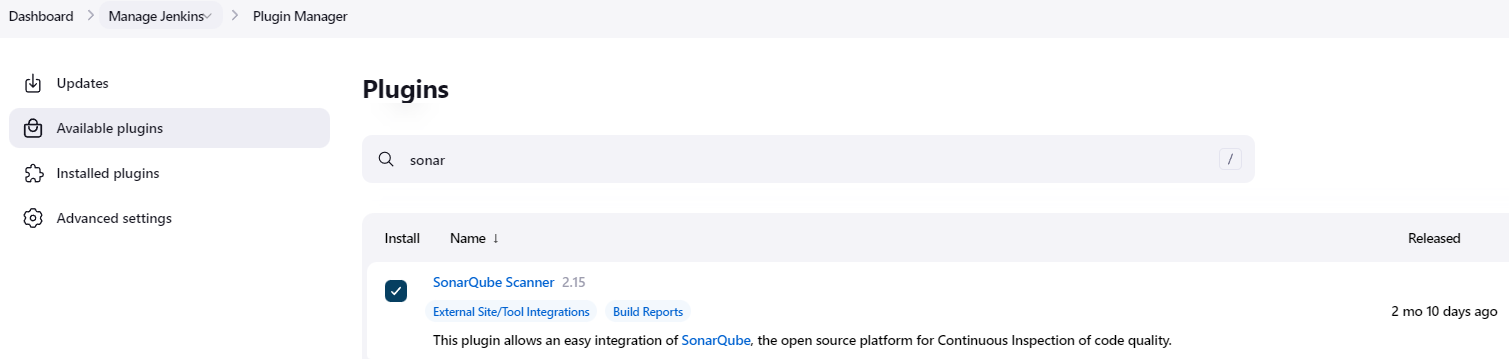 Dashboard > Manage Jenkins > Plugin Manager
Updates
Available plugins
Installed plugins
Advanced settings
Plugins
sonar /
Install Name ↓ Released
SonarQube Scanner 2.15
External Site/Tool Integrations Build Reports
2 mo 10 days ago
This plugin allows an easy integration of SonarQube, the open source platform for Continuous Inspection of code quality.